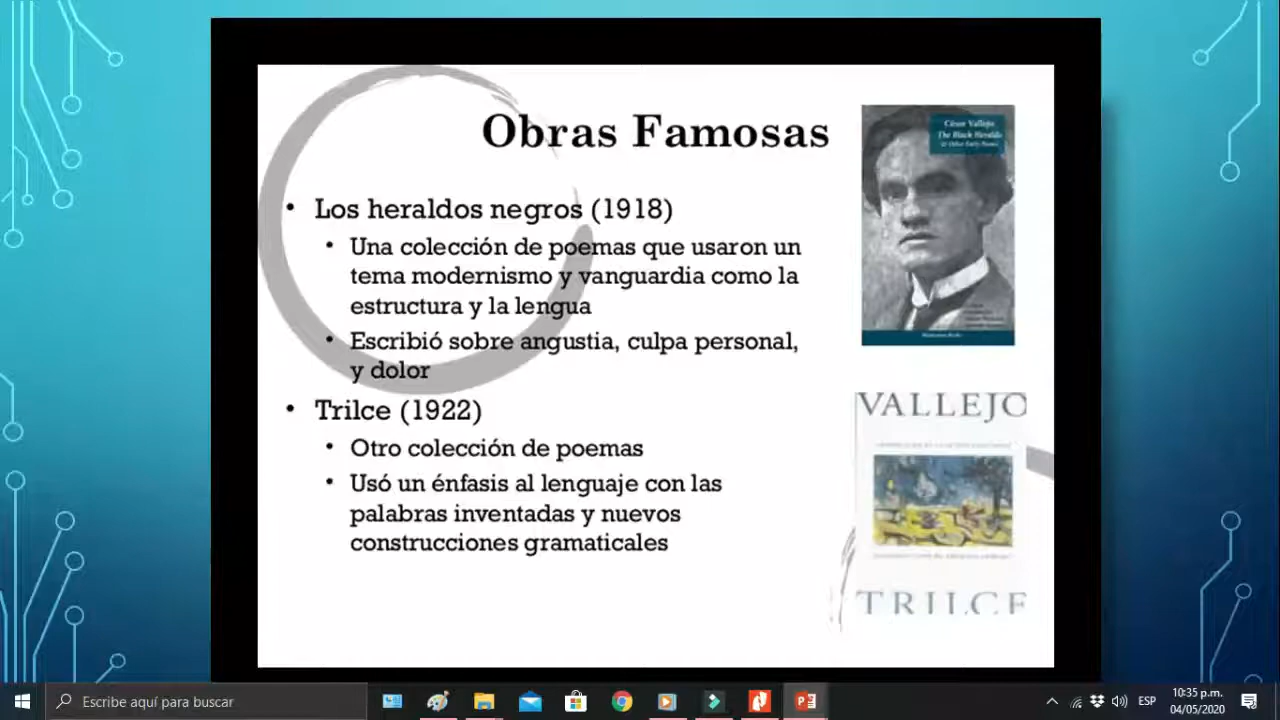 Obras Famosas
• Los heraldos negros (1918)
• Una colección de poemas que usaron un
tema modernismo y vanguardia como la
estructura y la lengua
• Escribió sobre angustia, culpa personal,
y dolor
• Trilce (1922)
• Otro colección de poemas
• Usó un énfasis al lenguaje con las
palabras inventadas y nuevos
construcciones gramaticales
César Vallejo
The Black Heralds
& Other Early Poems
VALLEJO
TRILCE
Escribe aquí para buscar
ESP
10:35 p.m.
04/05/2020